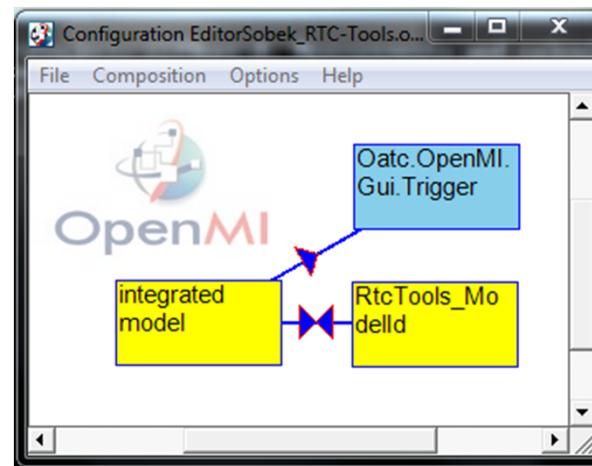 Configuration EditorSobek_RTC-Tools.o...
File Composition Options Help
OpenMI
Oatc.OpenMI.
Gui.Trigger
integrated
model
RtcTools_Mo
delId